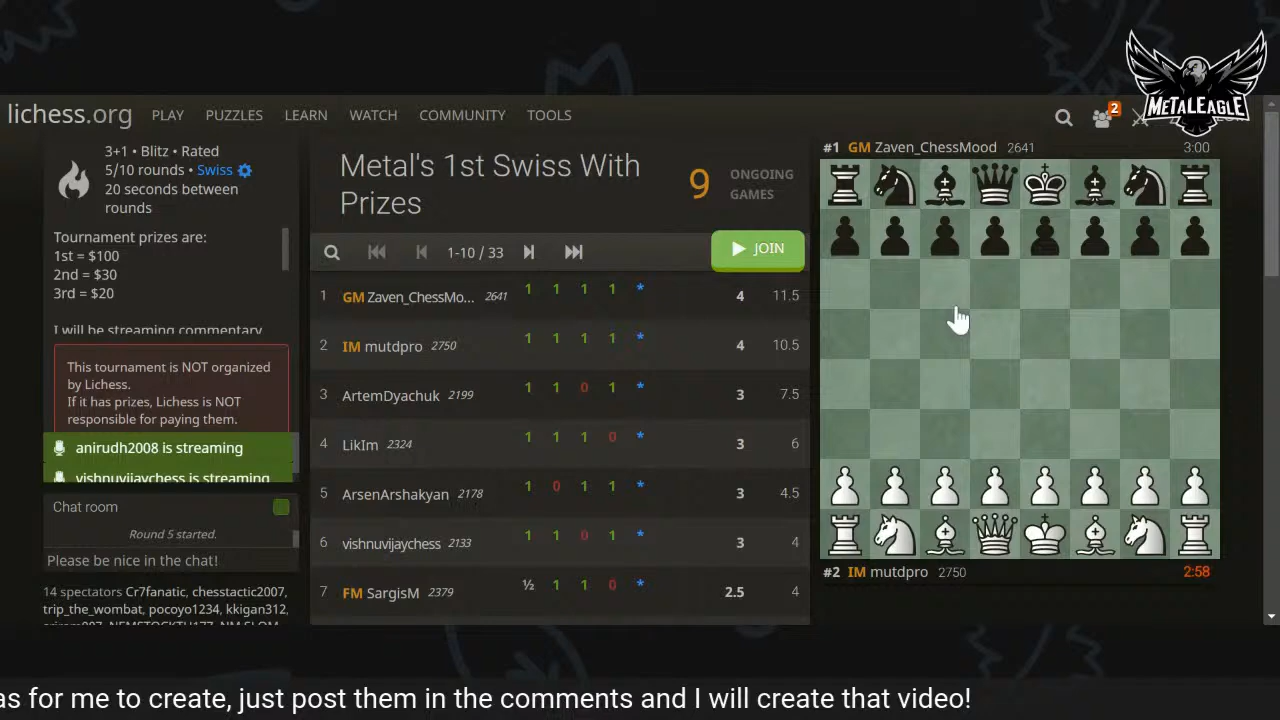 METALEAGLE
lichess.org PLAY PUZZLES LEARN WATCH COMMUNITY TOOLS
2
3+1 • Blitz • Rated
5/10 rounds • Swiss
20 seconds between
rounds
Tournament prizes are:
1st = $100
2nd = $30
3rd = $20
I will be streaming commentary
This tournament is NOT organized
by Lichess.
If it has prizes, Lichess is NOT
responsible for paying them.
anirudh2008 is streaming
vishnuvijaychess is streaming
Chat room
Round 5 started.
Please be nice in the chat!
14 spectators Cr7fanatic, chesstactic2007,
trip_the_wombat, pocoyo1234, kkigan312,
Metal's 1st Swiss With
Prizes
9 ONGOING
GAMES
1-10 / 33
JOIN
1 GM Zaven_ChessMo... 2641 1 1 1 1 * 4 11.5
2 IM mutdpro 2750 1 1 1 1 * 4 10.5
3 ArtemDyachuk 2199 1 1 0 1 * 3 7.5
4 LikIm 2324 1 1 1 0 * 3 6
5 ArsenArshakyan 2178 1 0 1 1 * 3 4.5
6 vishnuvijaychess 2133 1 1 0 1 * 3 4
7 FM SargisM 2379 ½ 1 1 0 * 2.5 4
#1 GM Zaven_ChessMood 2641 3:00
#2 IM mutdpro 2750 2:58
as for me to create, just post them in the comments and I will create that video!